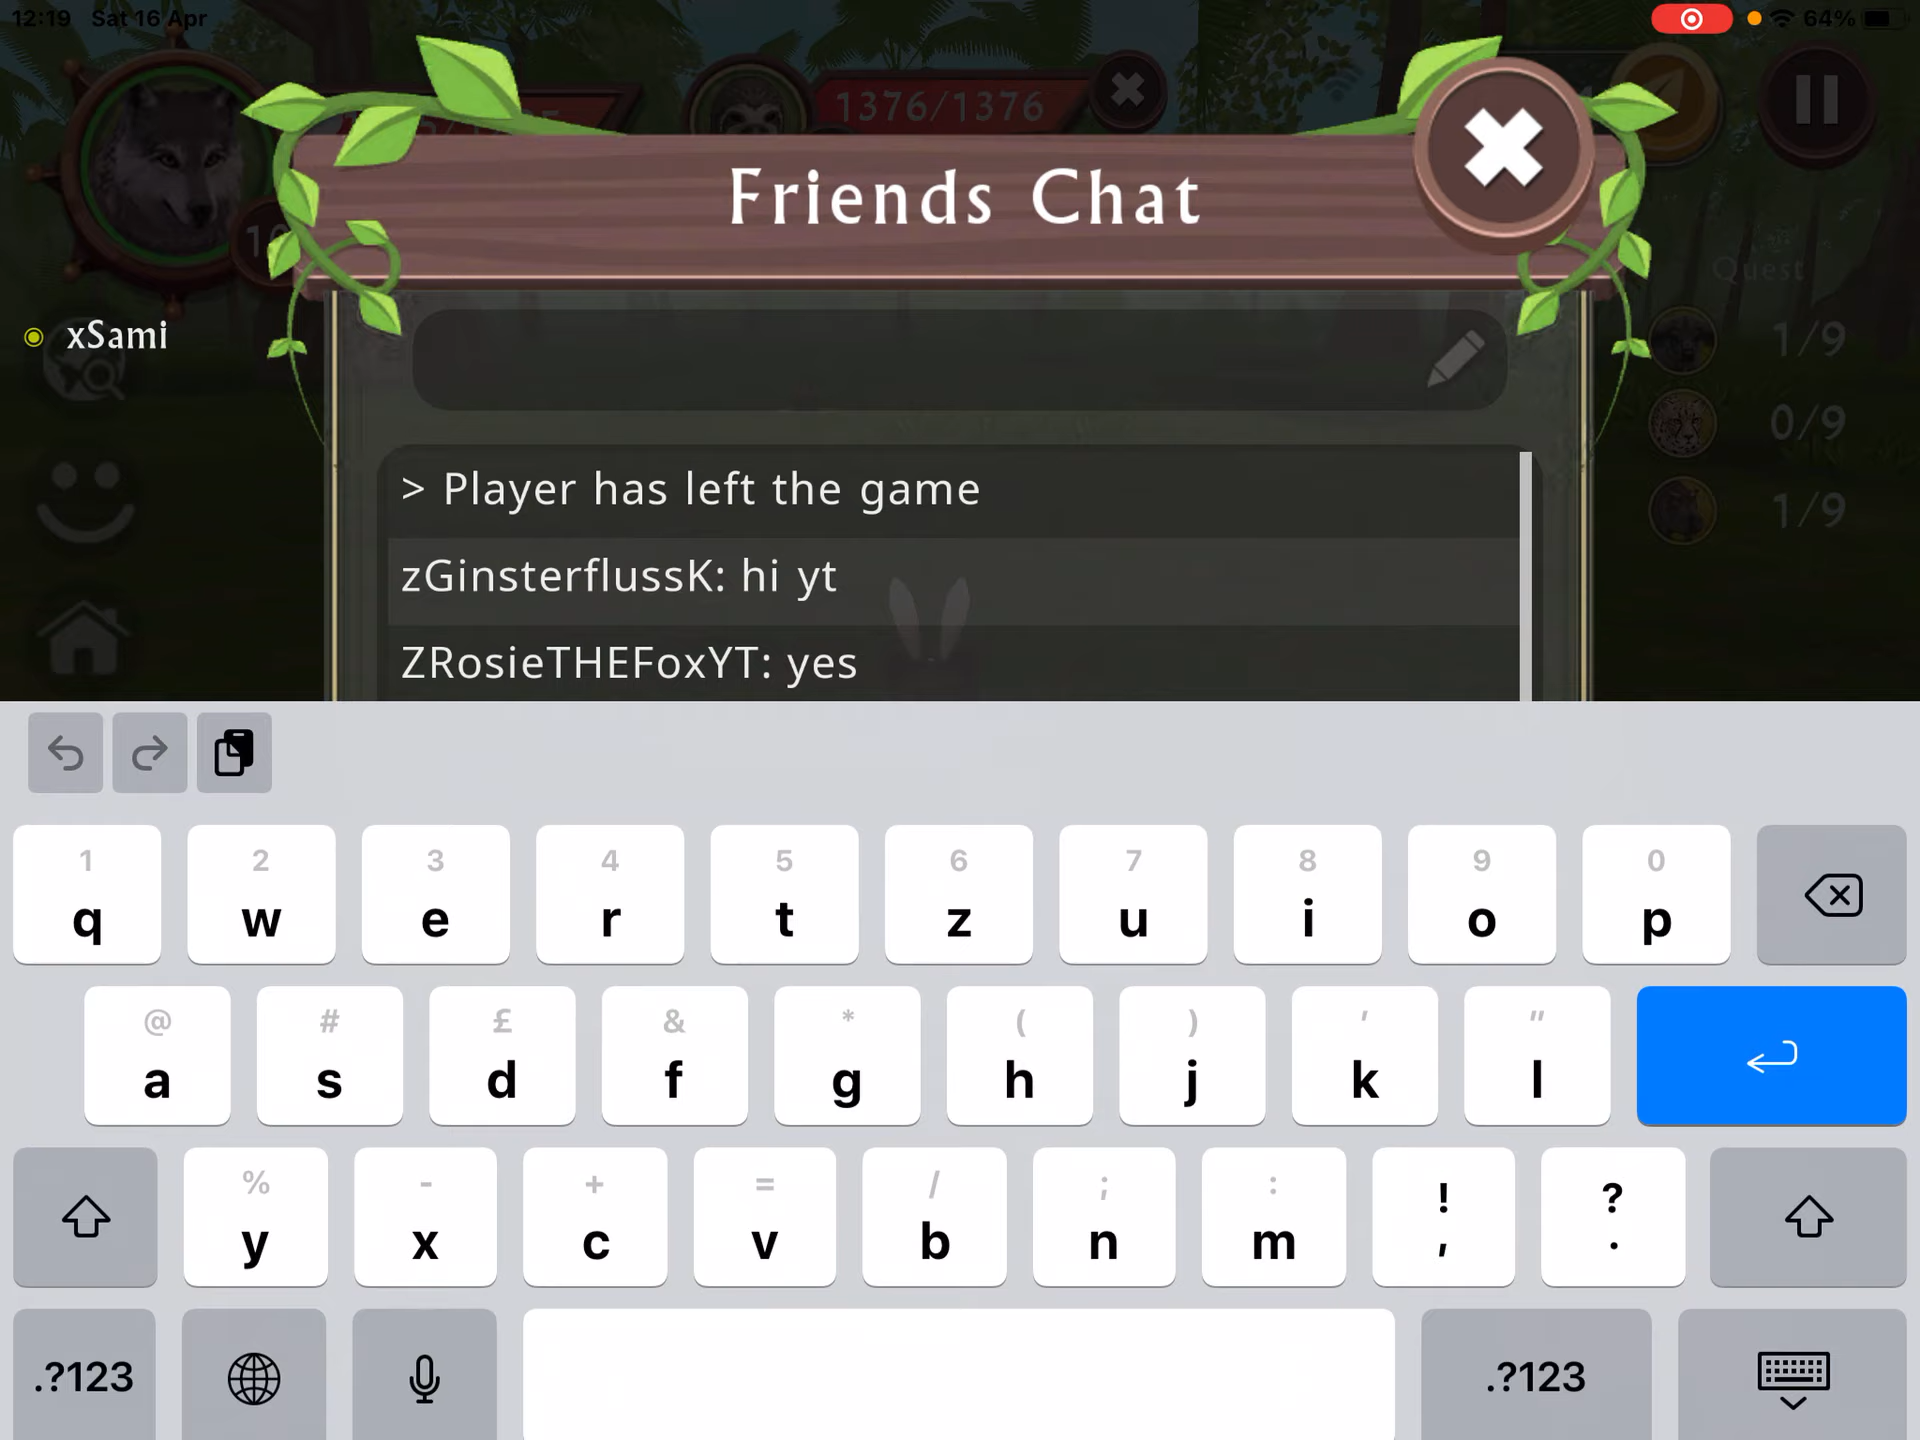 12:19 Sat 16 Apr
64%
1376/1376
Friends Chat
Quest
xSami
1/9
0/9
1/9
> Player has left the game
zGinsterflussK: hi yt
ZRosieTHEFoxYT: yes
1 2 3 4 5 6 7 8 9 0
q w e r t z u i o p
@ # £ & * ( ) ' "
a s d f g h j k l
% - + = / ; : ! ?
y x c v b n m , .
.?123 .?123